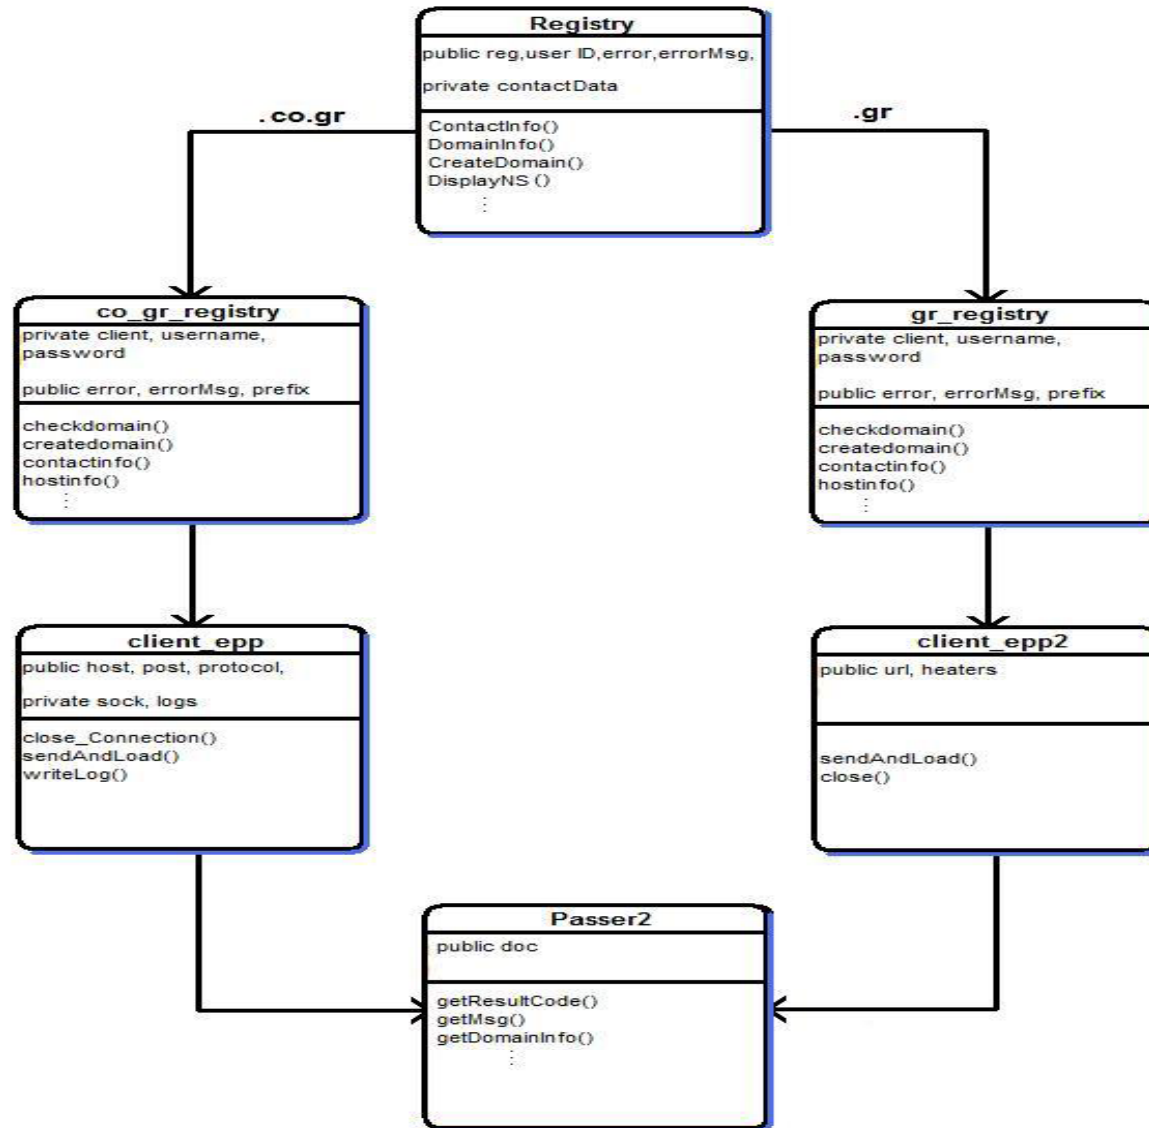 Registry
public reg,user ID,error,errorMsg,
private contactData
.co.gr
.gr
ContactInfo()
DomainInfo()
CreateDomain()
DisplayNS ()
⋮
co_gr_registry
private client, username,
password
public error, errorMsg, prefix
checkdomain()
createdomain()
contactinfo()
hostinfo()
⋮
gr_registry
private client, username,
password
public error, errorMsg, prefix
checkdomain()
createdomain()
contactinfo()
hostinfo()
⋮
client_epp
public host, post, protocol,
private sock, logs
close_Connection()
sendAndLoad()
writeLog()
client_epp2
public url, heaters
sendAndLoad()
close()
Passer2
public doc
getResultCode()
getMsg()
getDomainInfo()
⋮